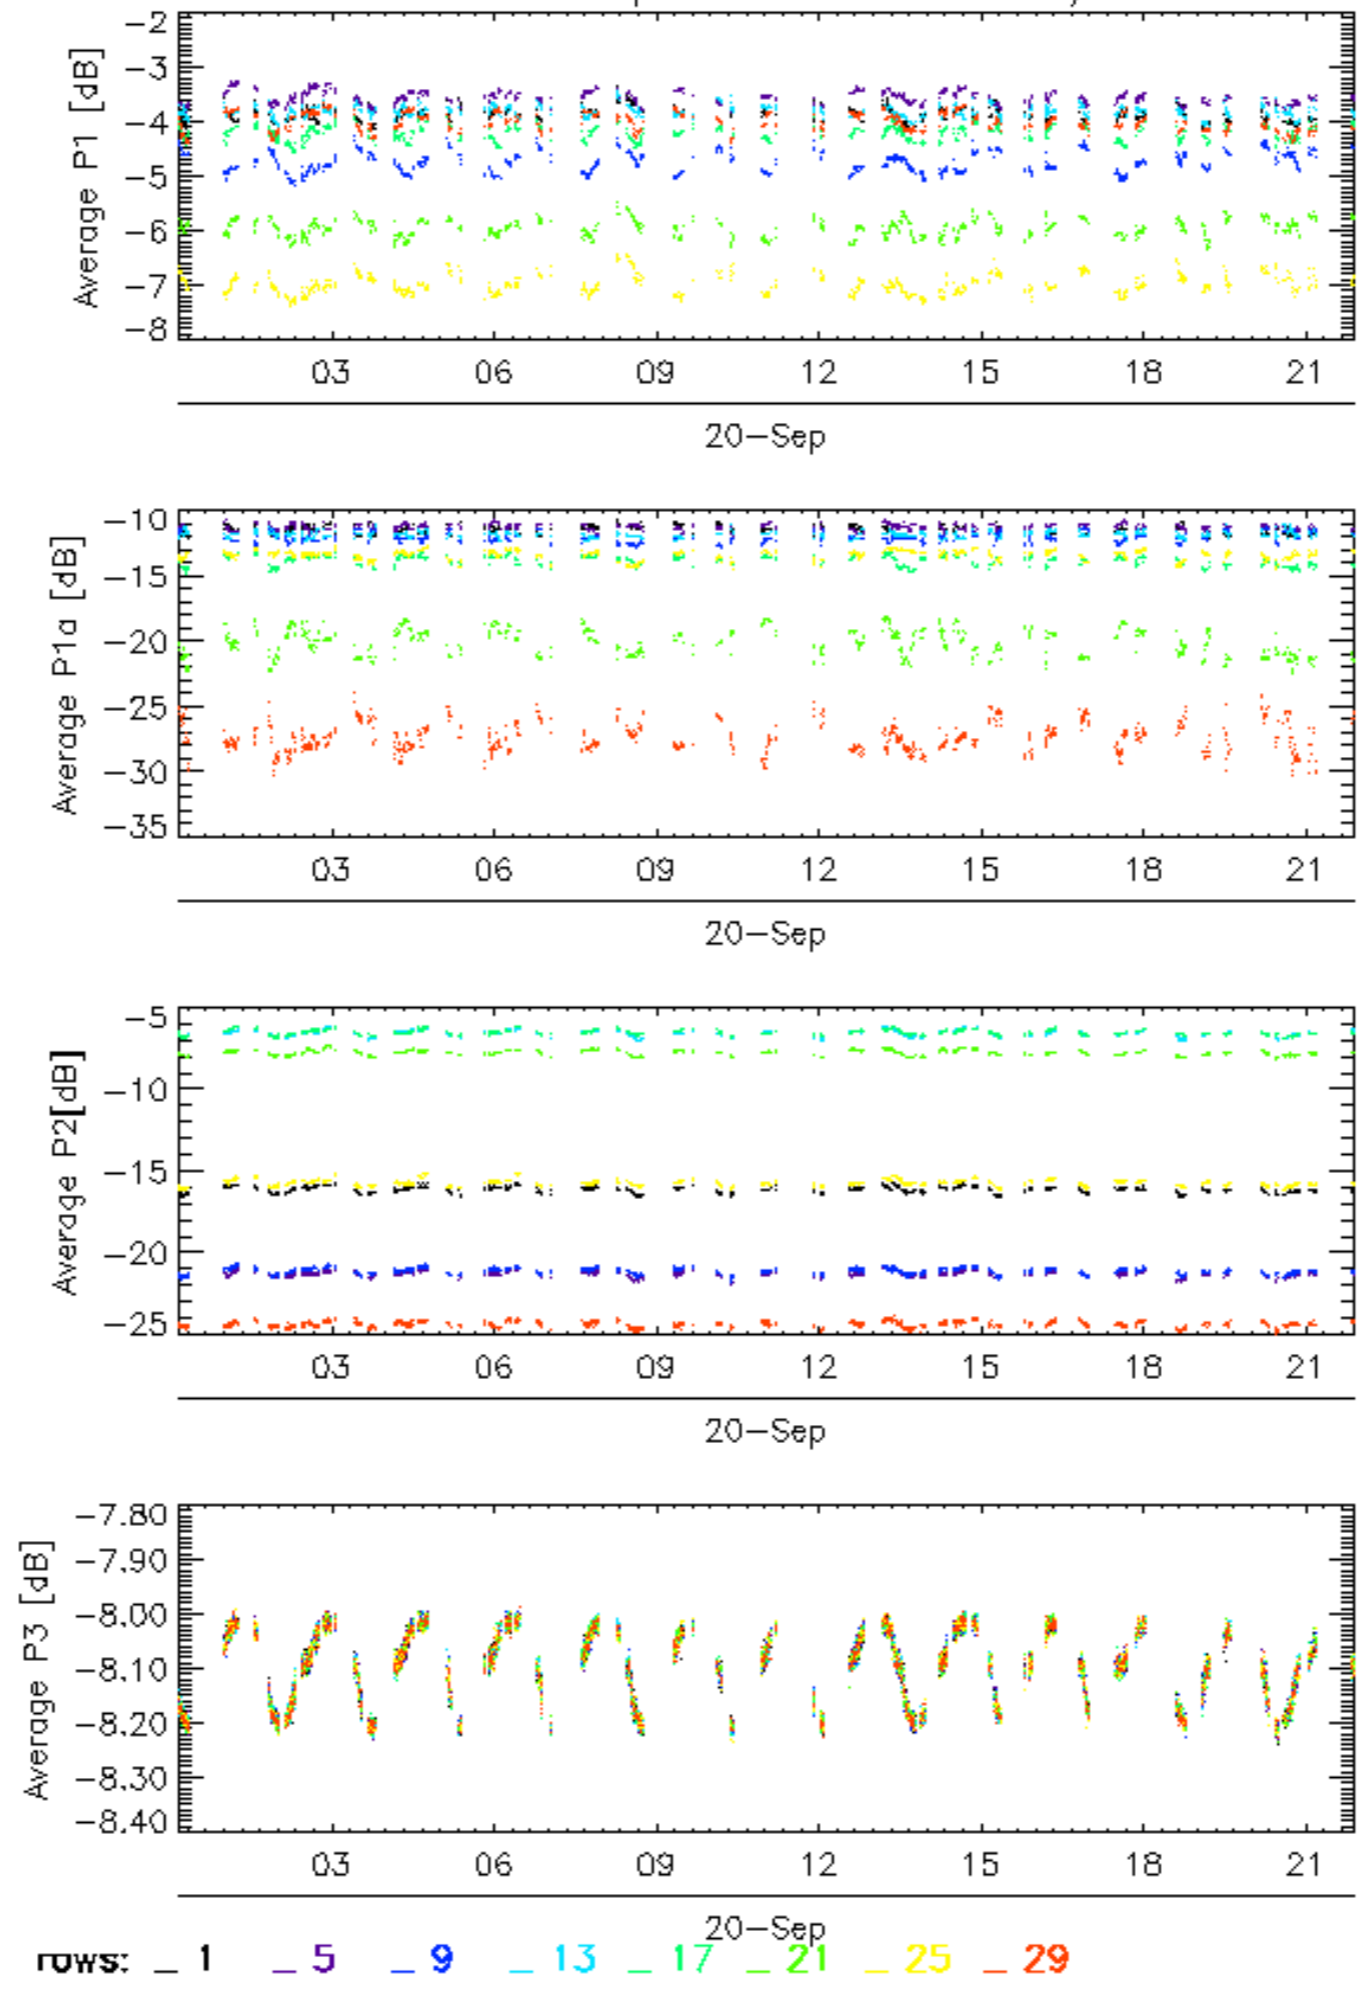 Average P1 [dB]
-2
-3
-4
-5
-6
-7
-8
03 06 09 12 15 18 21
20-Sep
Average P1a [dB]
-10
-15
-20
-25
-30
-35
03 06 09 12 15 18 21
20-Sep
Average P2[dB]
-5
-10
-15
-20
-25
03 06 09 12 15 18 21
20-Sep
Average P3 [dB]
-7.80
-7.90
-8.00
-8.10
-8.20
-8.30
-8.40
03 06 09 12 15 18 21
20-Sep
rows: _ 1 _ 5 _ 9 _ 13 _ 17 _ 21 _ 25 _ 29